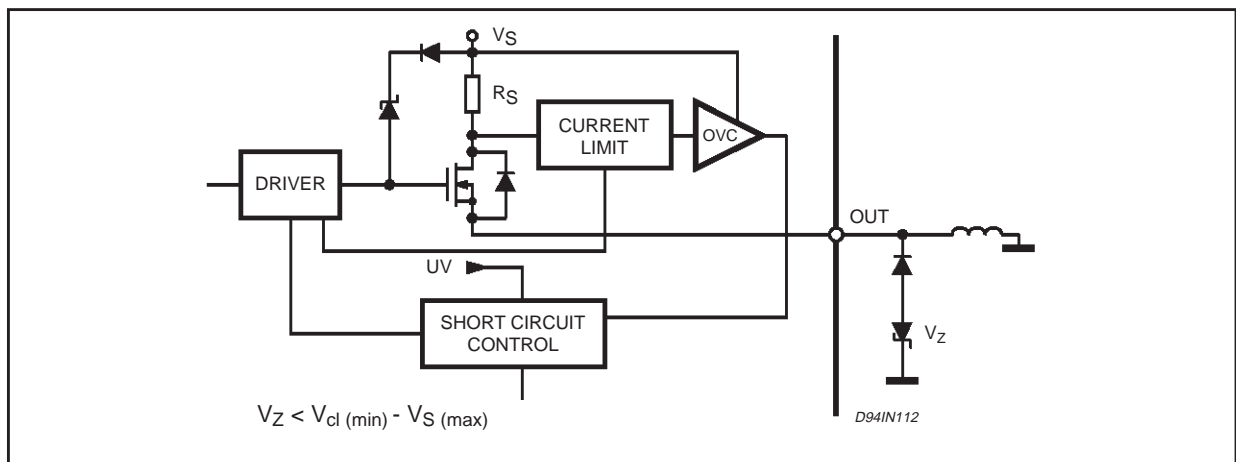 VS
RS
CURRENT
LIMIT
OVC
DRIVER
OUT
UV
SHORT CIRCUIT
CONTROL
VZ
VZ < Vcl (min) - VS (max)
D94IN112